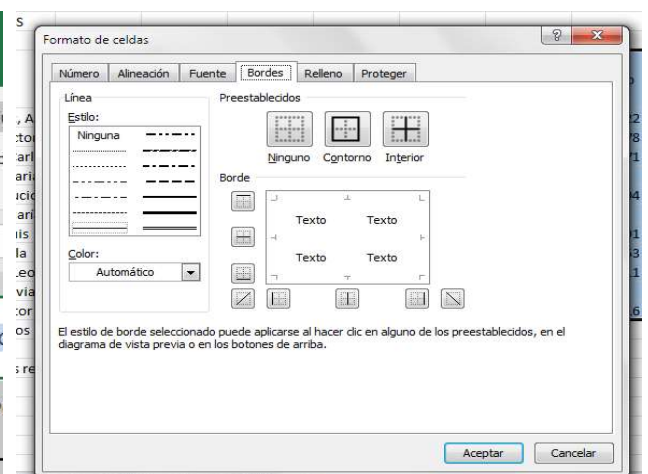 Formato de celdas
Número Alineación Fuente Bordes Relleno Proteger
Línea
Estilo:
Ninguna
Color:
Automático
Preestablecidos
Ninguno Contorno Interior
Borde
Texto Texto
Texto Texto
El estilo de borde seleccionado puede aplicarse al hacer clic en alguno de los preestablecidos, en el
diagrama de vista previa o en los botones de arriba.
Aceptar Cancelar